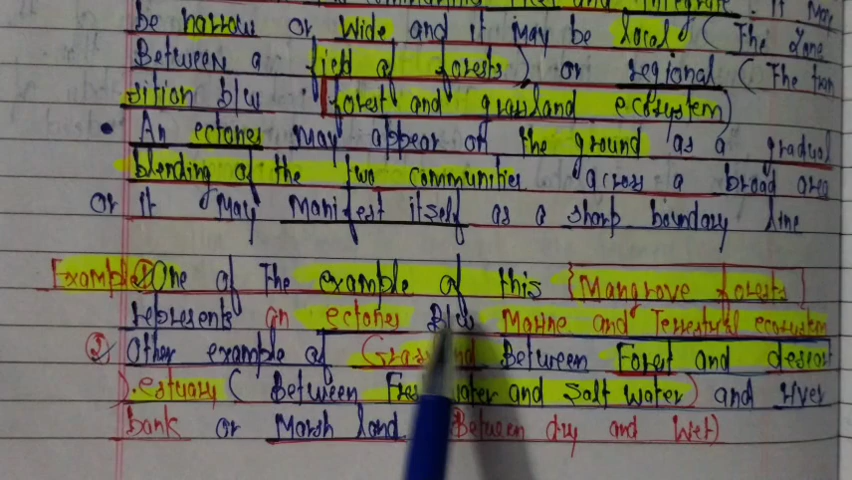 be narrow or wide and it may be local (The zone
Between a field of forests) or regional (The tran
sition b/w (forest and grassland ecosystem)
• An ectones may appear on the ground as a gradual
blending of the two communities across a broad area
or it may manifest itself as a sharp boundary line
Example ① One of The example of this [Mangrove forests]
represents an ectones B/w Marine and Terrestrial ecosystem
② Other example of Grassland Between Forest and desert
). estuary (Between Fresh water and salt water) and river
bank or Marsh land (Between dry and wet)